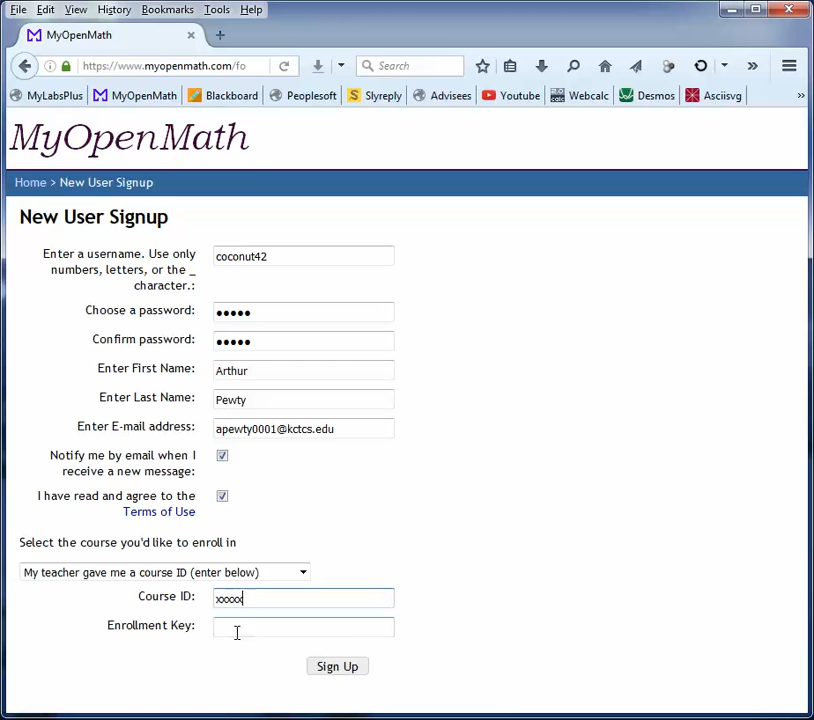 File Edit View History Bookmarks Tools Help
MyOpenMath
https://www.myopenmath.com/fo
Search
MyLabsPlus MyOpenMath Blackboard Peoplesoft Slyreply Advisees Youtube Webcalc Desmos Asciisvg
MyOpenMath
Home > New User Signup
New User Signup
Enter a username. Use only
numbers, letters, or the _
character.:
coconut42
Choose a password: •••••
Confirm password: •••••
Enter First Name: Arthur
Enter Last Name: Pewty
Enter E-mail address: apewty0001@kctcs.edu
Notify me by email when I
receive a new message:
I have read and agree to the
Terms of Use
Select the course you'd like to enroll in
My teacher gave me a course ID (enter below)
Course ID: xxxxx
Enrollment Key:
Sign Up